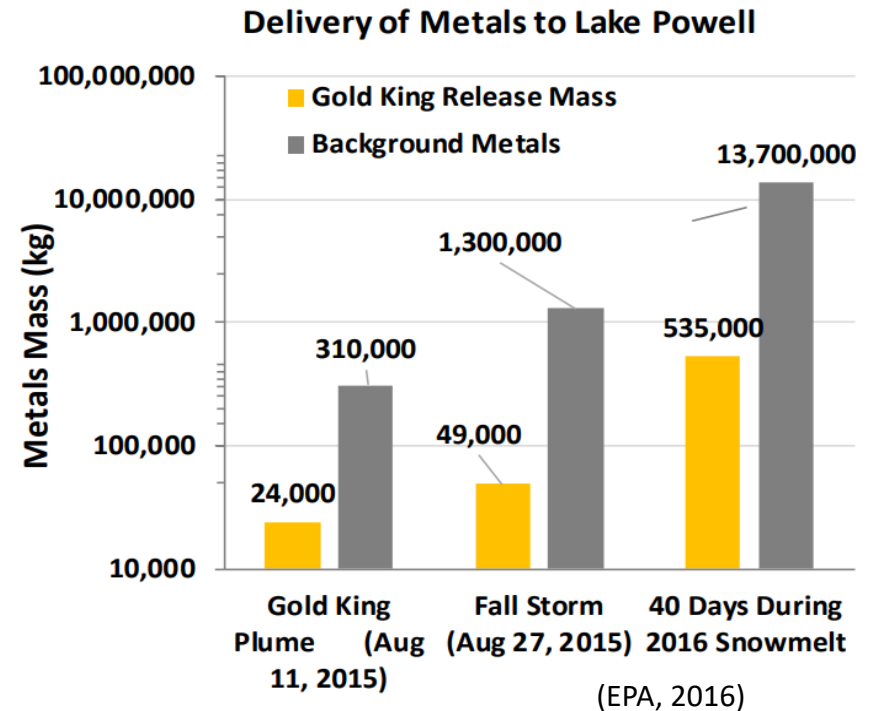 Delivery of Metals to Lake Powell
100,000,000
Gold King Release Mass
Background Metals
13,700,000
10,000,000
1,300,000
1,000,000
535,000
310,000
100,000
49,000
24,000
10,000
Metals Mass (kg)
Gold King
Plume (Aug
11, 2015)
Fall Storm
(Aug 27, 2015)
40 Days During
2016 Snowmelt
(EPA, 2016)